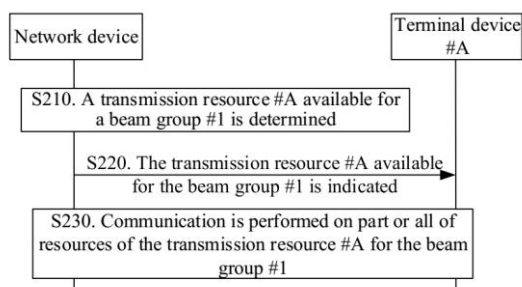 Network device
Terminal device
#A
S210. A transmission resource #A available for
a beam group #1 is determined
S220. The transmission resource #A available
for the beam group #1 is indicated
S230. Communication is performed on part or all of
resources of the transmission resource #A for the beam
group #1